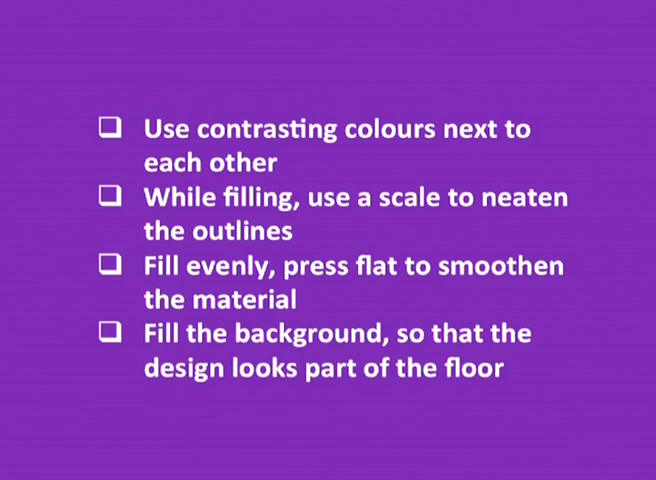 ❑ Use contrasting colours next to
each other
❑ While filling, use a scale to neaten
the outlines
❑ Fill evenly, press flat to smoothen
the material
❑ Fill the background, so that the
design looks part of the floor